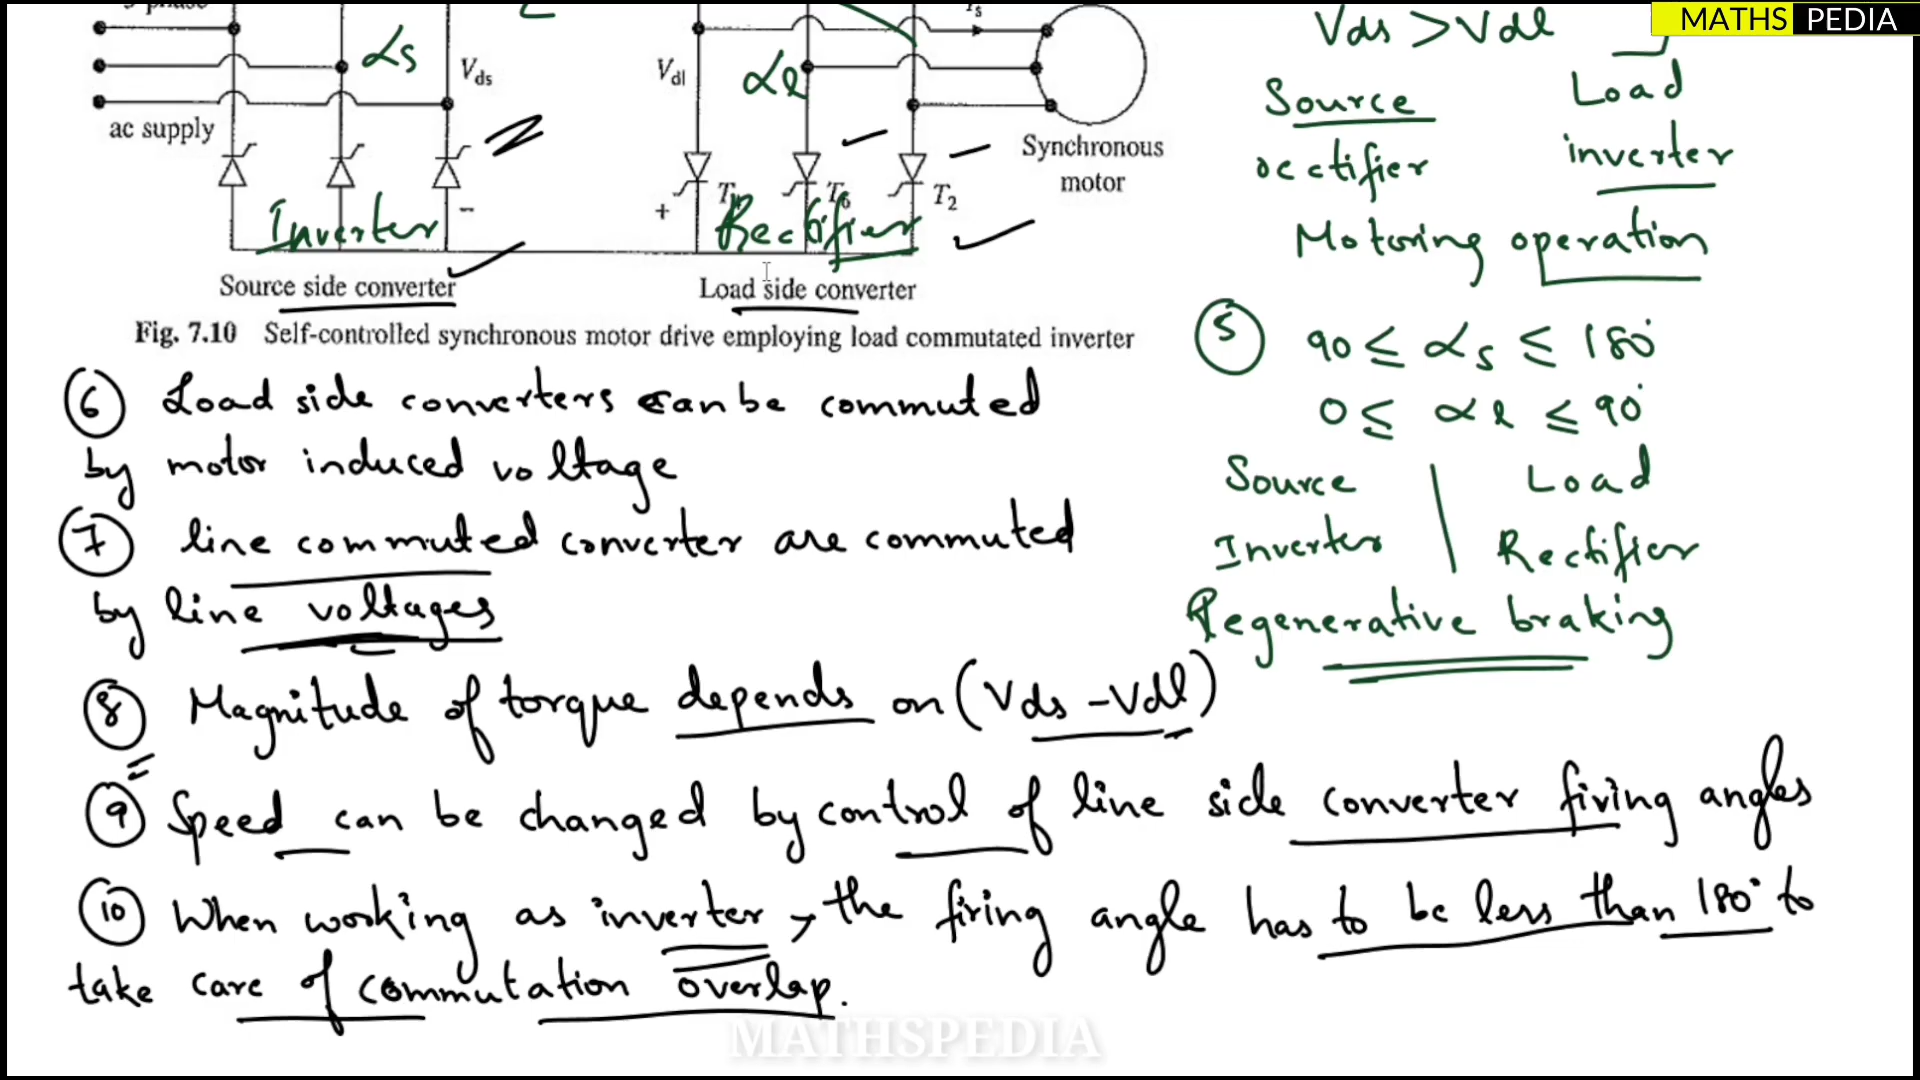 3-phase
ac supply
αs
Vds
Vdl
αl
Is
Synchronous
motor
T6
T2
-
+
Inverter
Rectifier
Source side converter
Load side converter
Fig. 7.10 Self-controlled synchronous motor drive employing load commutated inverter
⑥ Load side converters can be commuted
by motor induced voltage
⑦ line commuted converter are commuted
by line voltages
⑧ Magnitude of torque depends on (Vds - Vdl)
⑨ Speed can be changed by control of line side converter firing angles
⑩ When working as inverter, the firing angle has to be less than 180° to
take care of commutation overlap.
Vds > Vdl
Source Load
rectifier inverter
Motoring operation
⑤ 90 ≤ αs ≤ 180°
0 ≤ αl ≤ 90°
Source | Load
Inverter | Rectifier
Regenerative braking
MATHS PEDIA
MATHSPEDIA